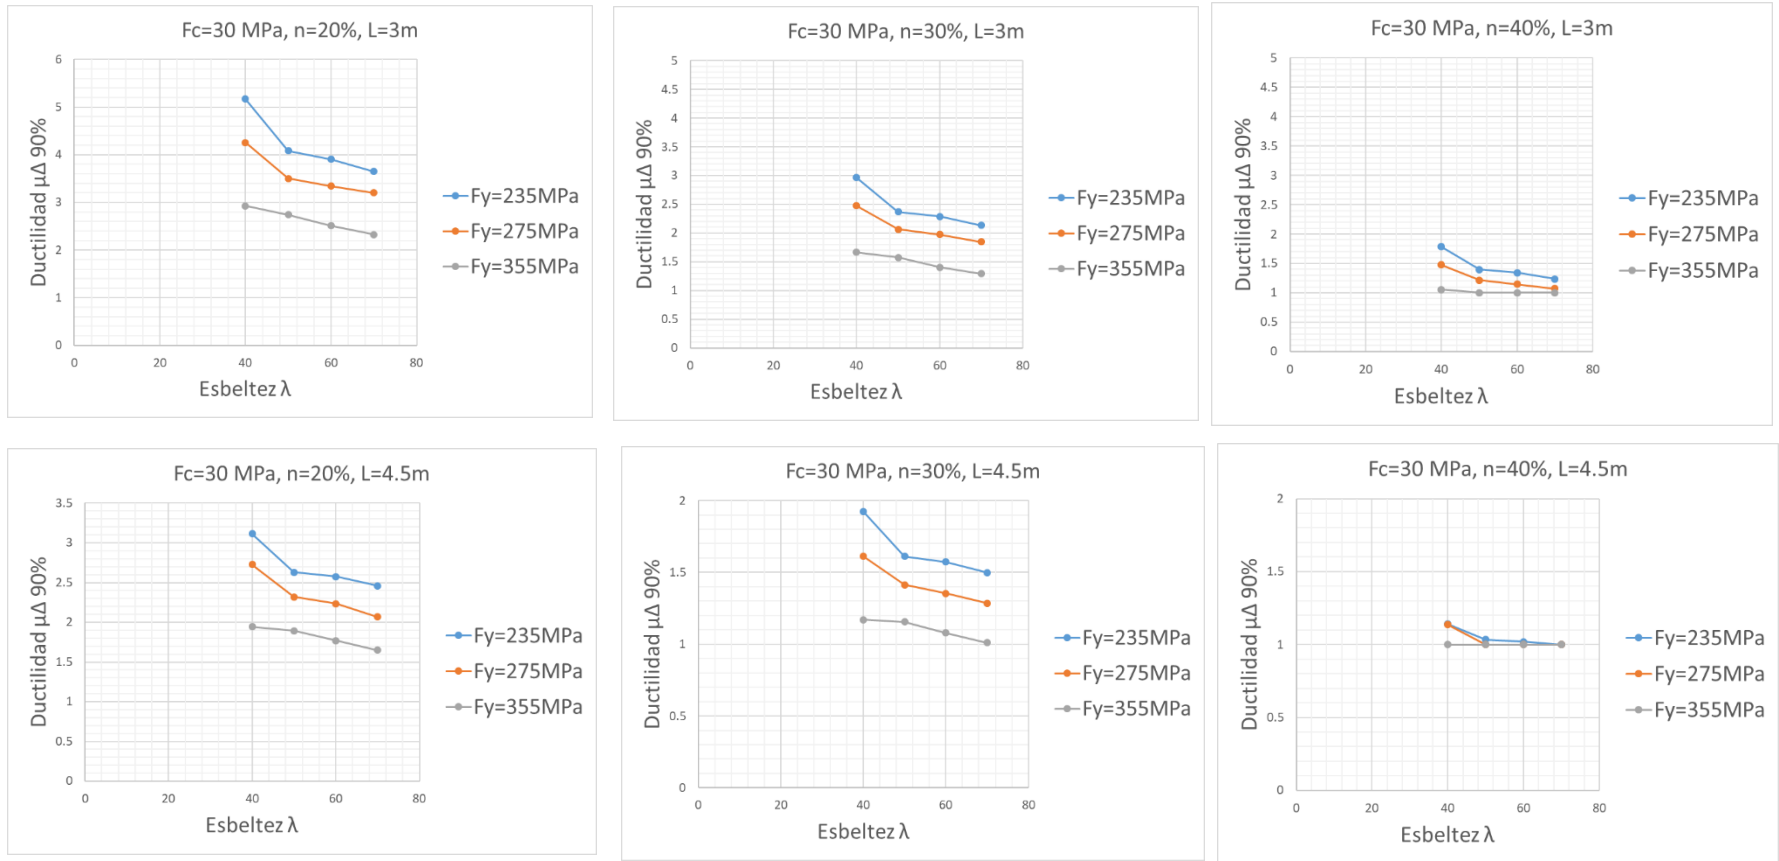 Fc=30 MPa, n=20%, L=3m
Ductilidad μΔ 90%
6
5
4
3
2
1
0
0 20 40 60 80
Esbeltez λ
Fy=235MPa
Fy=275MPa
Fy=355MPa
Fc=30 MPa, n=30%, L=3m
Ductilidad μΔ 90%
5
4.5
4
3.5
3
2.5
2
1.5
1
0.5
0
0 20 40 60 80
Esbeltez λ
Fy=235MPa
Fy=275MPa
Fy=355MPa
Fc=30 MPa, n=40%, L=3m
Ductilidad μΔ 90%
5
4.5
4
3.5
3
2.5
2
1.5
1
0.5
0
0 20 40 60 80
Esbeltez λ
Fy=235MPa
Fy=275MPa
Fy=355MPa
Fc=30 MPa, n=20%, L=4.5m
Ductilidad μΔ 90%
3.5
3
2.5
2
1.5
1
0.5
0
0 20 40 60 80
Esbeltez λ
Fy=235MPa
Fy=275MPa
Fy=355MPa
Fc=30 MPa, n=30%, L=4.5m
Ductilidad μΔ 90%
2
1.5
1
0.5
0
0 20 40 60 80
Esbeltez λ
Fy=235MPa
Fy=275MPa
Fy=355MPa
Fc=30 MPa, n=40%, L=4.5m
Ductilidad μΔ 90%
2
1.5
1
0.5
0
0 20 40 60 80
Esbeltez λ
Fy=235MPa
Fy=275MPa
Fy=355MPa